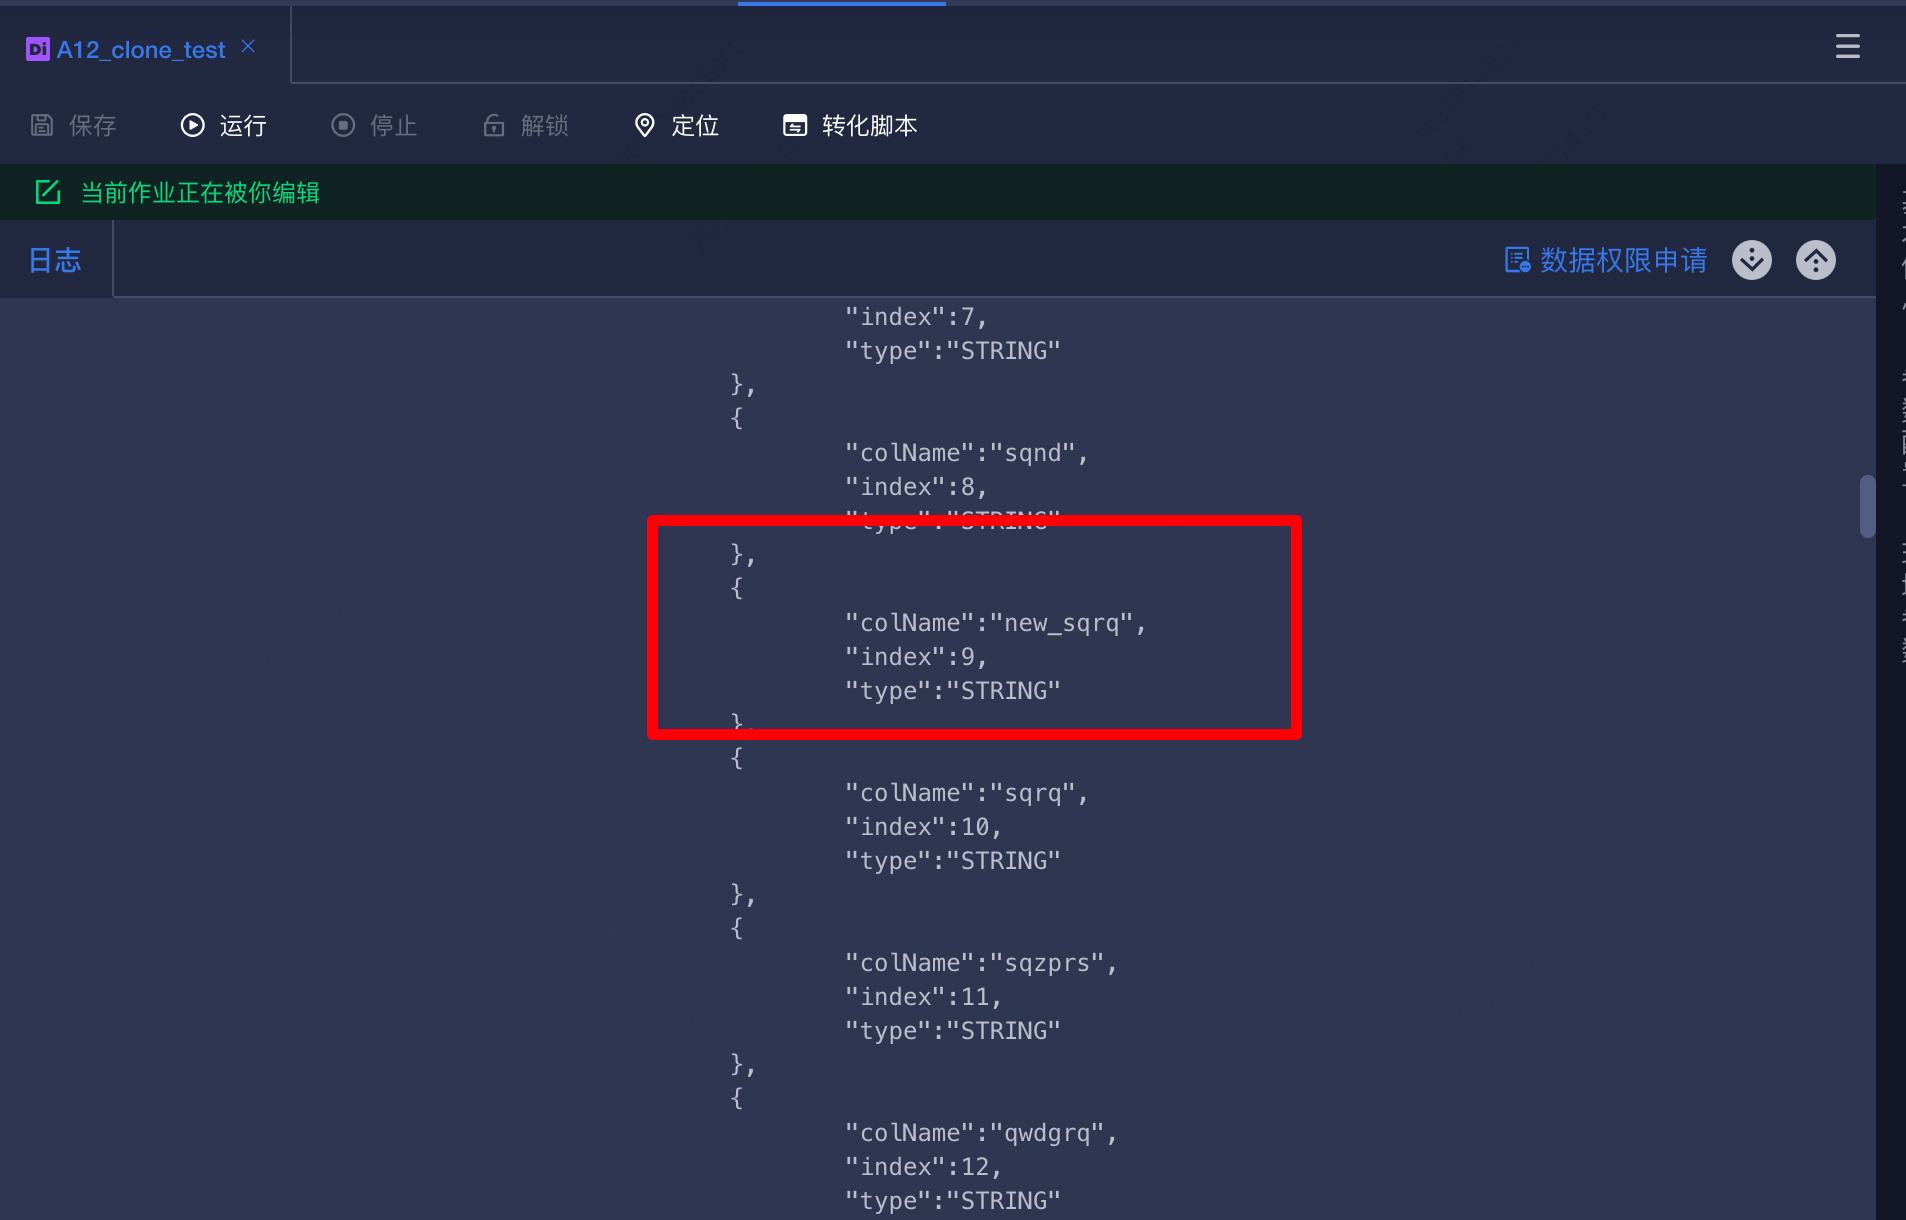 Di A12_clone_test
保存 运行 停止 解锁 定位 转化脚本
当前作业正在被你编辑
日志 数据权限申请
"index":7,
"type":"STRING"
},
{
"colName":"sqnd",
"index":8,
"type":"STRING"
},
{
"colName":"new_sqrq",
"index":9,
"type":"STRING"
},
{
"colName":"sqrq",
"index":10,
"type":"STRING"
},
{
"colName":"sqzprs",
"index":11,
"type":"STRING"
},
{
"colName":"qwdgrq",
"index":12,
"type":"STRING"